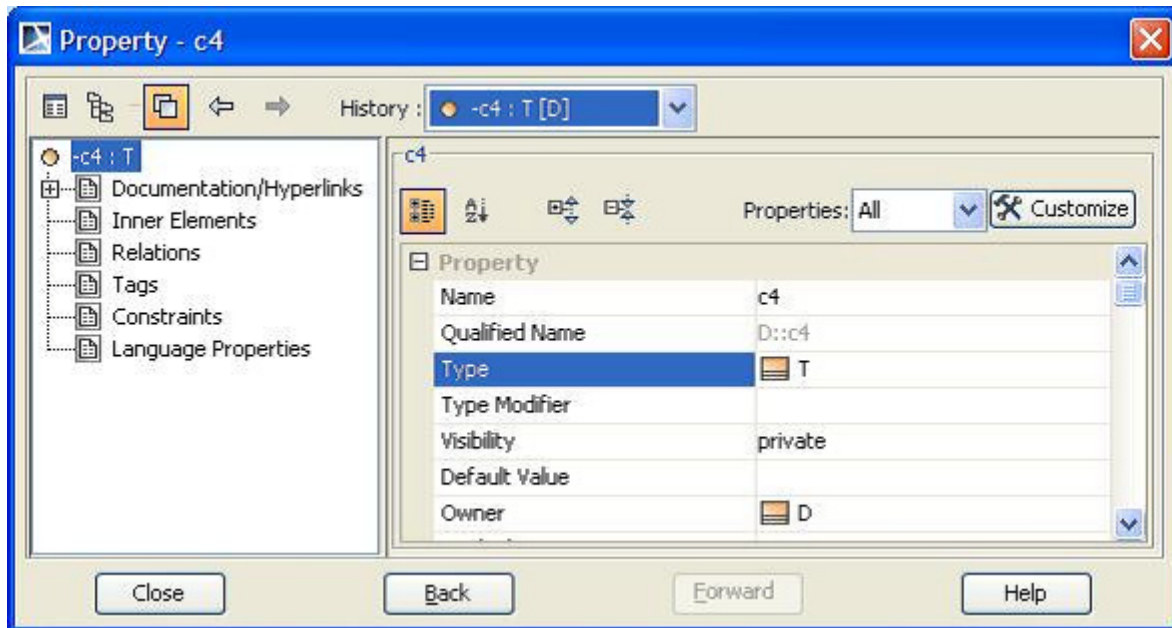 Property - c4
History : -c4 : T [D]
-c4 : T
Documentation/Hyperlinks
Inner Elements
Relations
Tags
Constraints
Language Properties
c4
Properties: All Customize
Property
Name c4
Qualified Name D::c4
Type T
Type Modifier
Visibility private
Default Value
Owner D
Close Back Forward Help